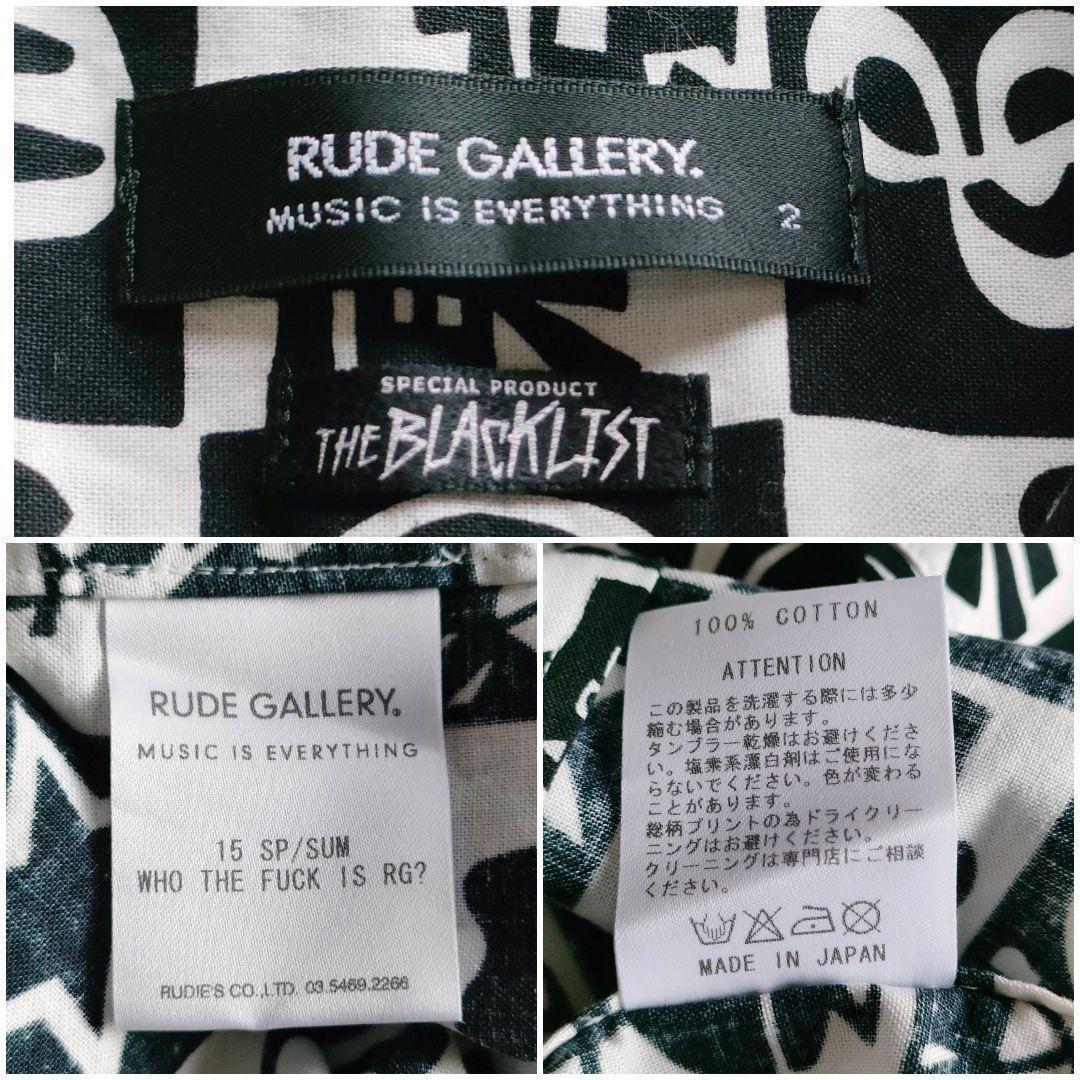 RUDE GALLERY.
MUSIC IS EVERYTHING 2
SPECIAL PRODUCT
THE BLACKLIST
RUDE GALLERY.
MUSIC IS EVERYTHING
15 SP/SUM
WHO THE FUCK IS RG?
RUDIE'S CO.,LTD. 03.5469.2266
100% COTTON
ATTENTION
この製品を洗濯する際には多少
縮む場合があります。
タンブラー乾燥はお避けくださ
い。塩素系漂白剤はご使用にな
らないでください。色が変わる
ことがあります。
総柄プリントの為ドライクリー
ニングはお避けください。
クリーニングは専門店にご相談
ください。
MADE IN JAPAN